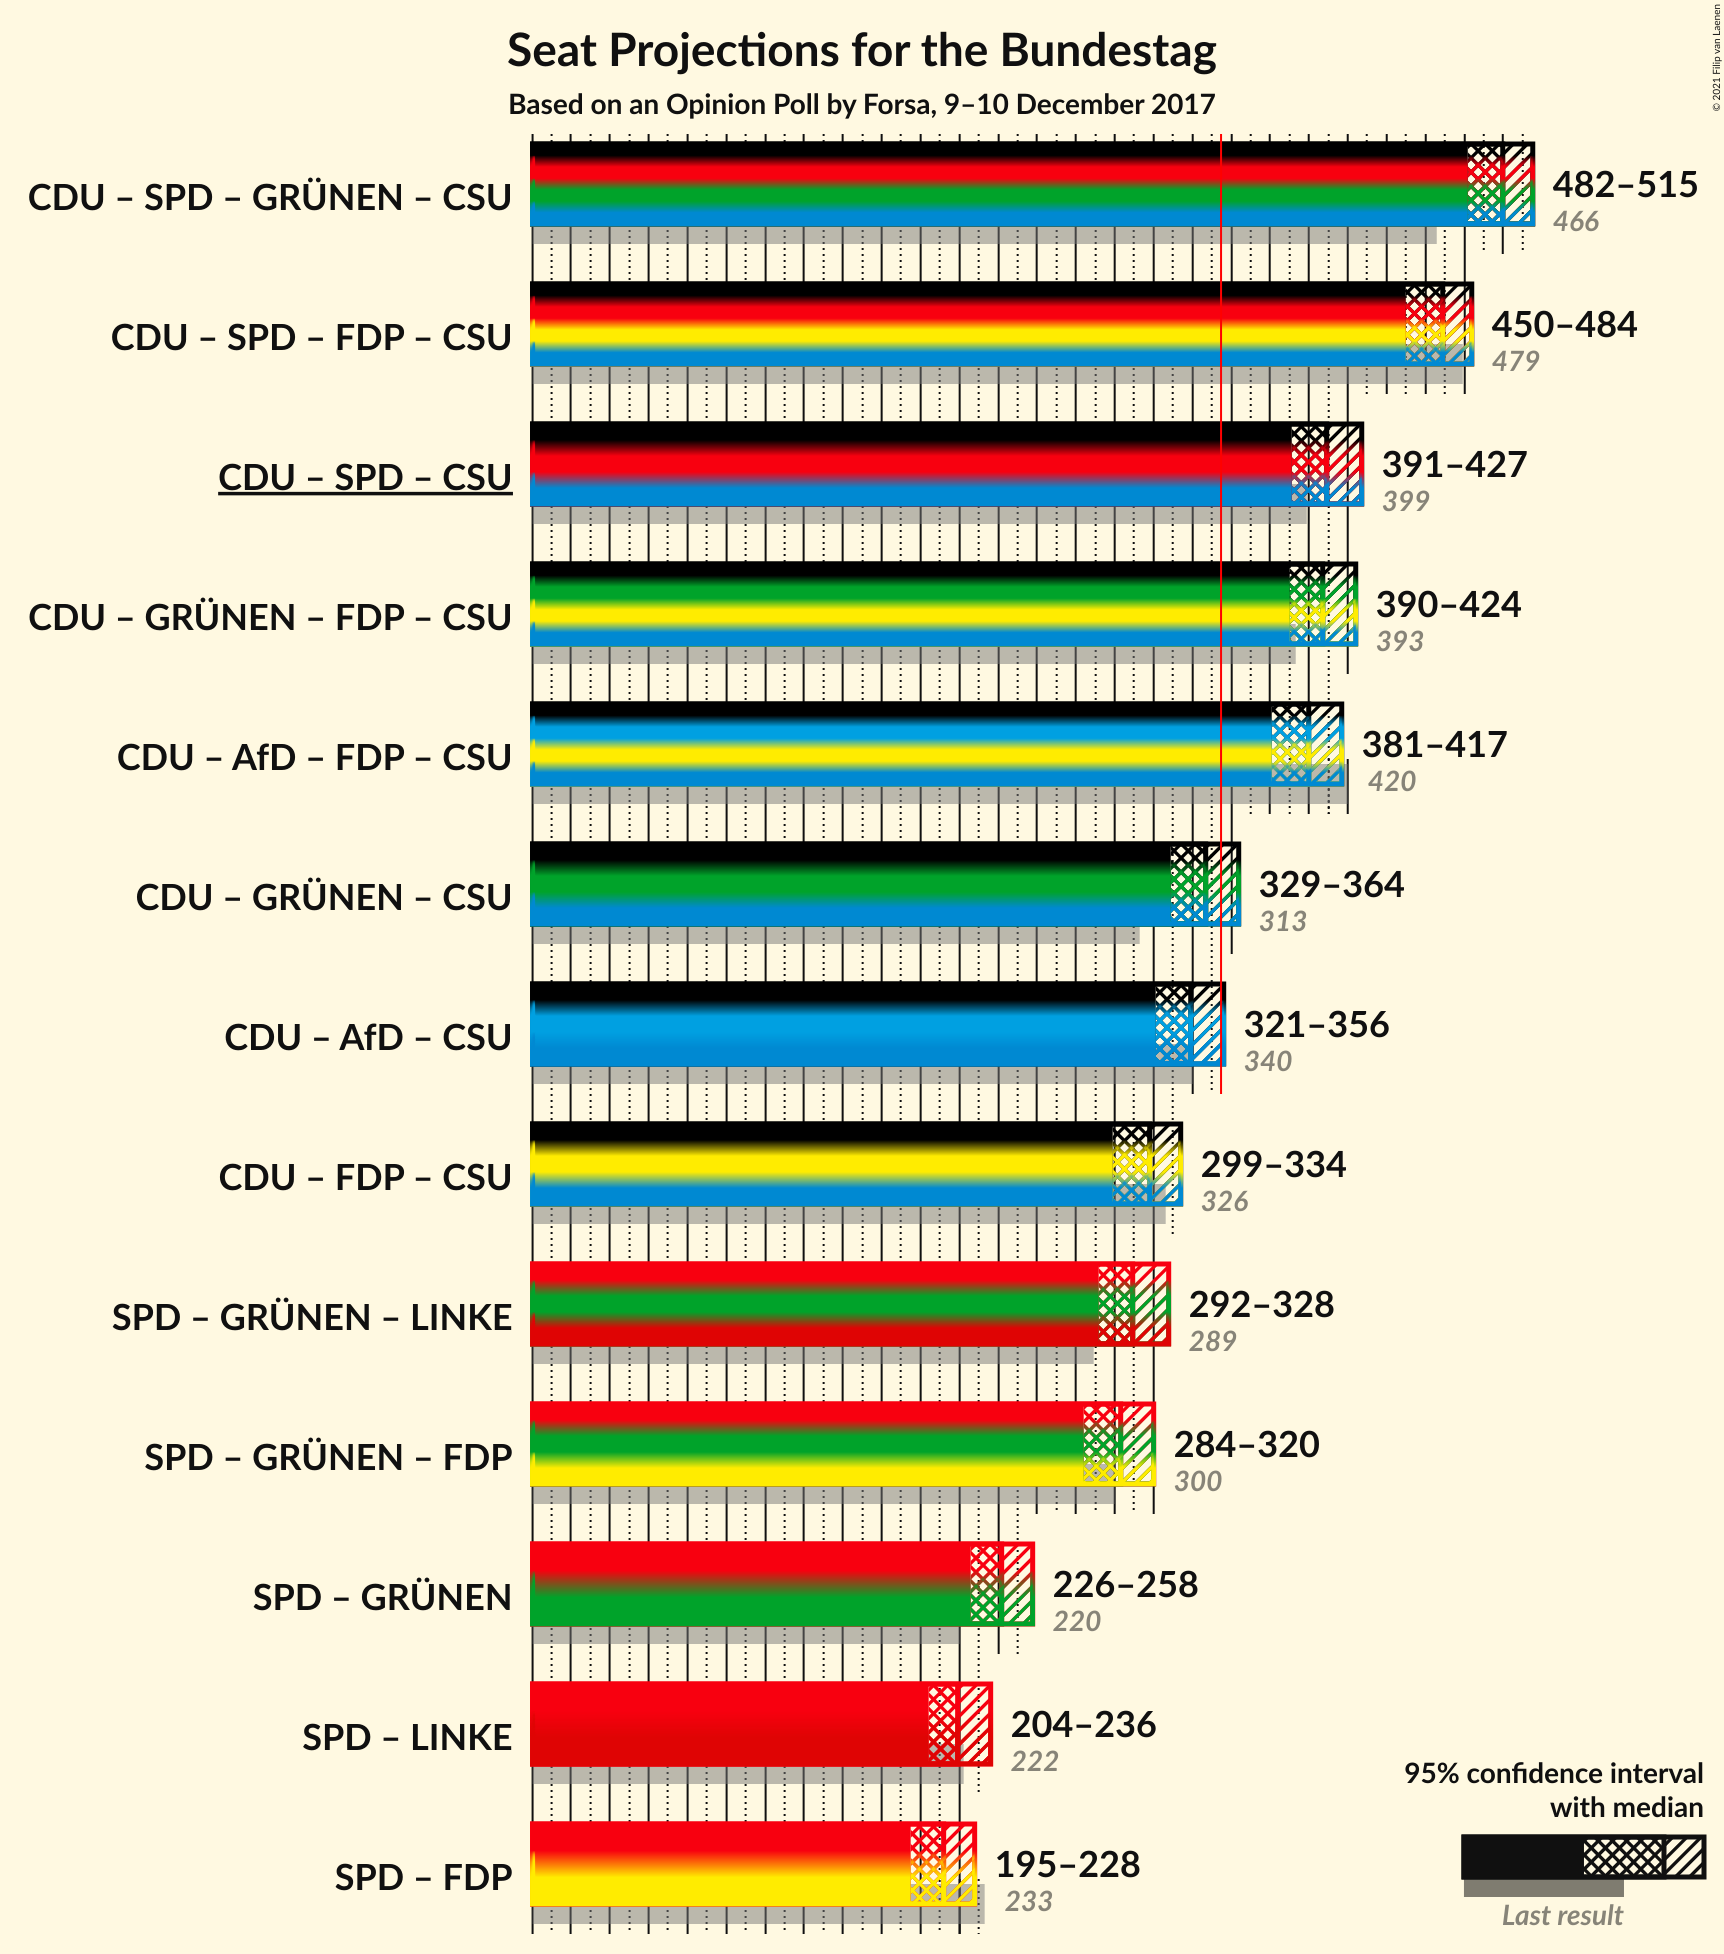 Seat Projections for the Bundestag
Based on an Opinion Poll by Forsa, 9–10 December 2017
© 2021 Filip van Laenen
CDU – SPD – GRÜNEN – CSU
482–515
466
CDU – SPD – FDP – CSU
450–484
479
CDU – SPD – CSU
391–427
399
CDU – GRÜNEN – FDP – CSU
390–424
393
CDU – AfD – FDP – CSU
381–417
420
CDU – GRÜNEN – CSU
329–364
313
CDU – AfD – CSU
321–356
340
CDU – FDP – CSU
299–334
326
SPD – GRÜNEN – LINKE
292–328
289
SPD – GRÜNEN – FDP
284–320
300
SPD – GRÜNEN
226–258
220
SPD – LINKE
204–236
222
SPD – FDP
195–228
233
95% confidence interval
with median
Last result